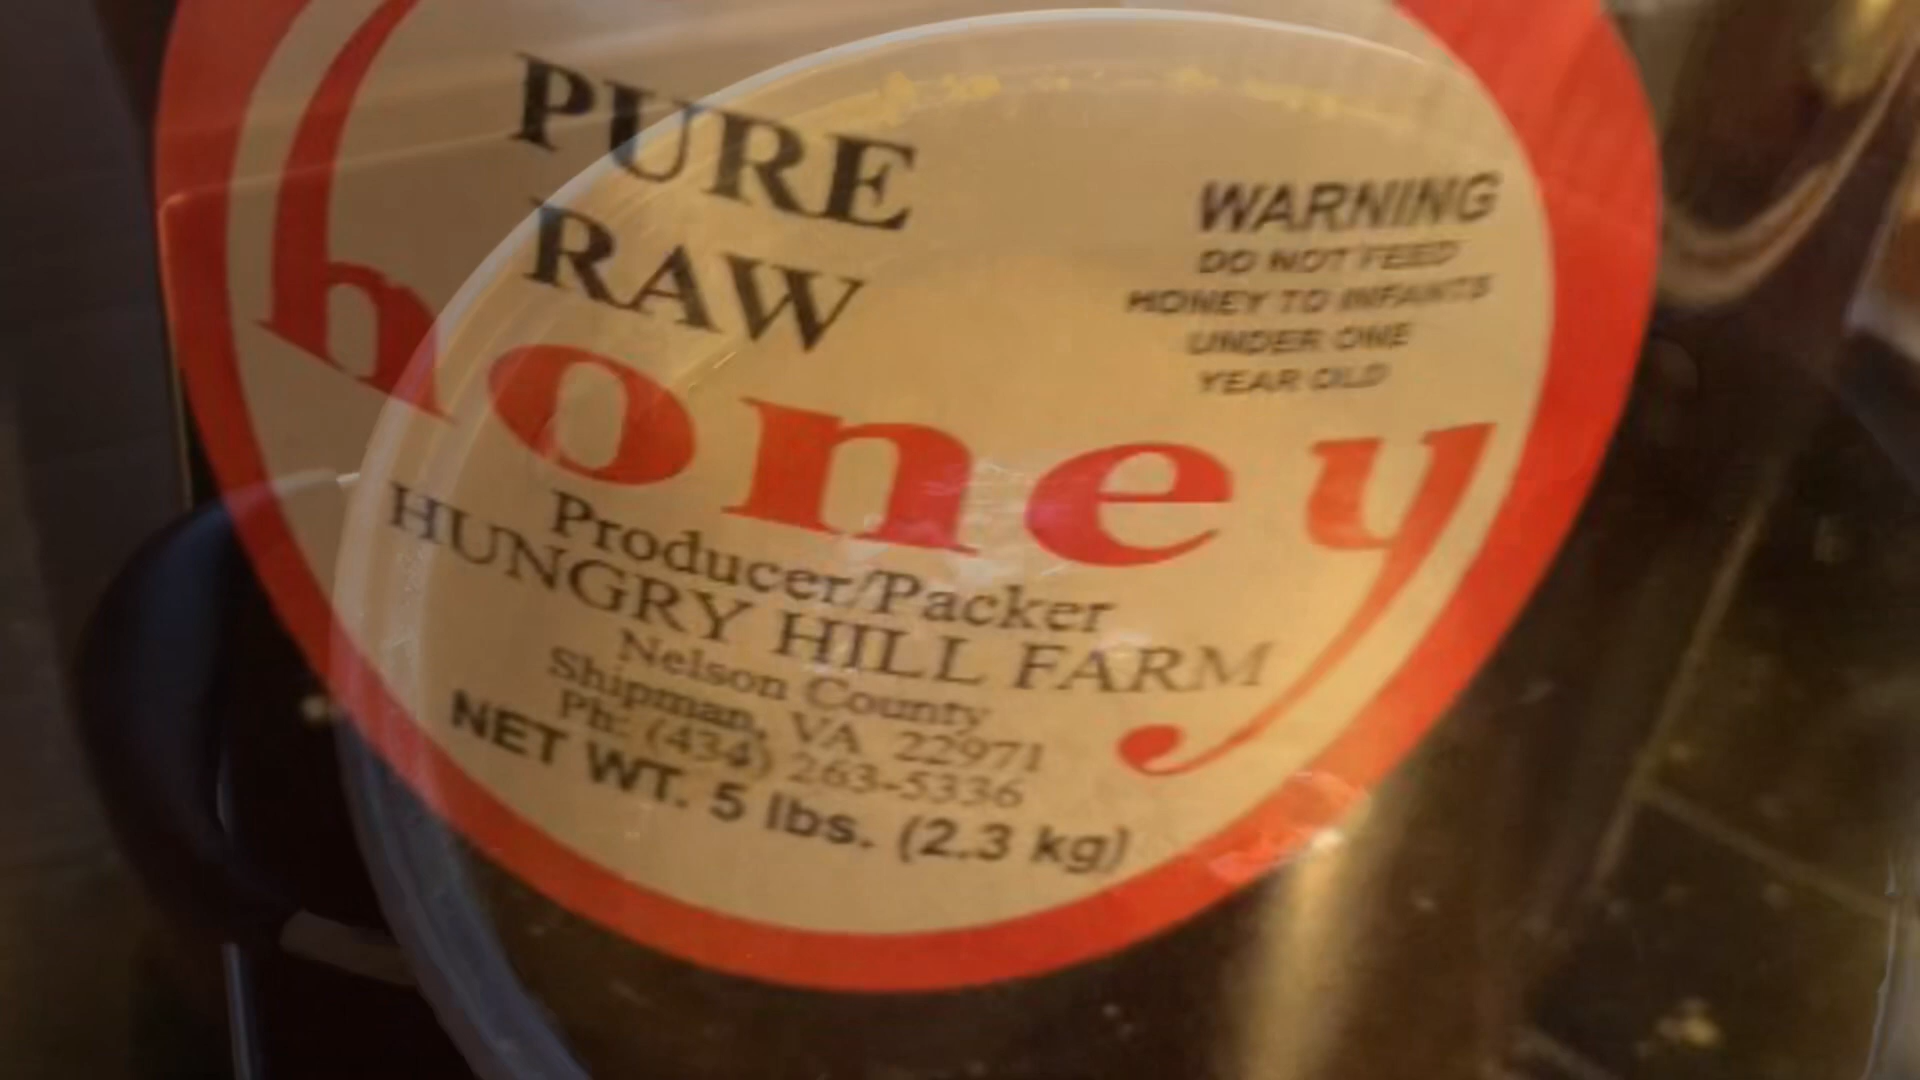 PURE
RAW
honey
WARNING
DO NOT FEED
HONEY TO INFANTS
UNDER ONE
YEAR OLD
Producer/Packer
HUNGRY HILL FARM
Nelson County
Shipman, VA 22971
Ph: (434) 263-5336
NET WT. 5 lbs. (2.3 kg)